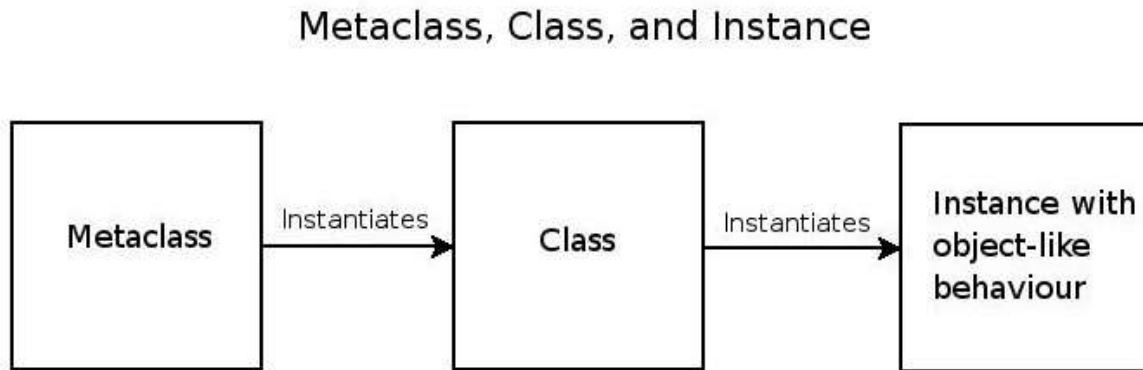 Metaclass, Class, and Instance
Metaclass
Instantiates
Class
Instantiates
Instance with
object-like
behaviour